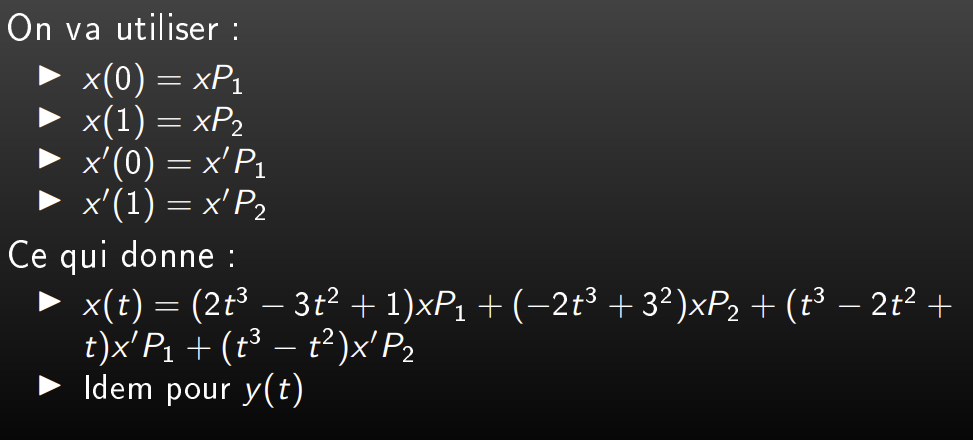 On va utiliser :
► x(0) = xP₁
► x(1) = xP₂
► x′(0) = x′P₁
► x′(1) = x′P₂
Ce qui donne :
► x(t) = (2t³ − 3t² + 1)xP₁ + (−2t³ + 3²)xP₂ + (t³ − 2t² +
t)x′P₁ + (t³ − t²)x′P₂
► Idem pour y(t)